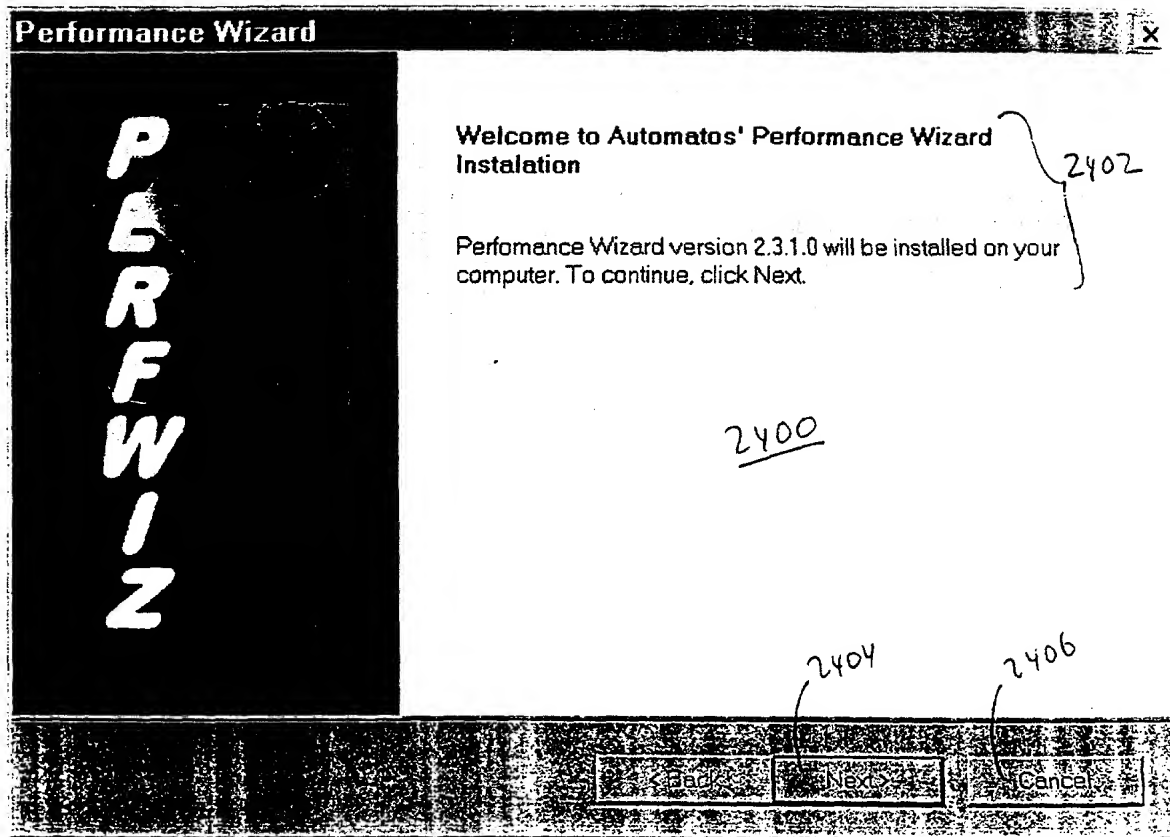 Performance Wizard
X
PERFWIZ
Welcome to Automatos' Performance Wizard
Instalation
2402
Perfomance Wizard version 2.3.1.0 will be installed on your
computer. To continue, click Next.
2400
2404
2406
< Back
Next >
Cancel